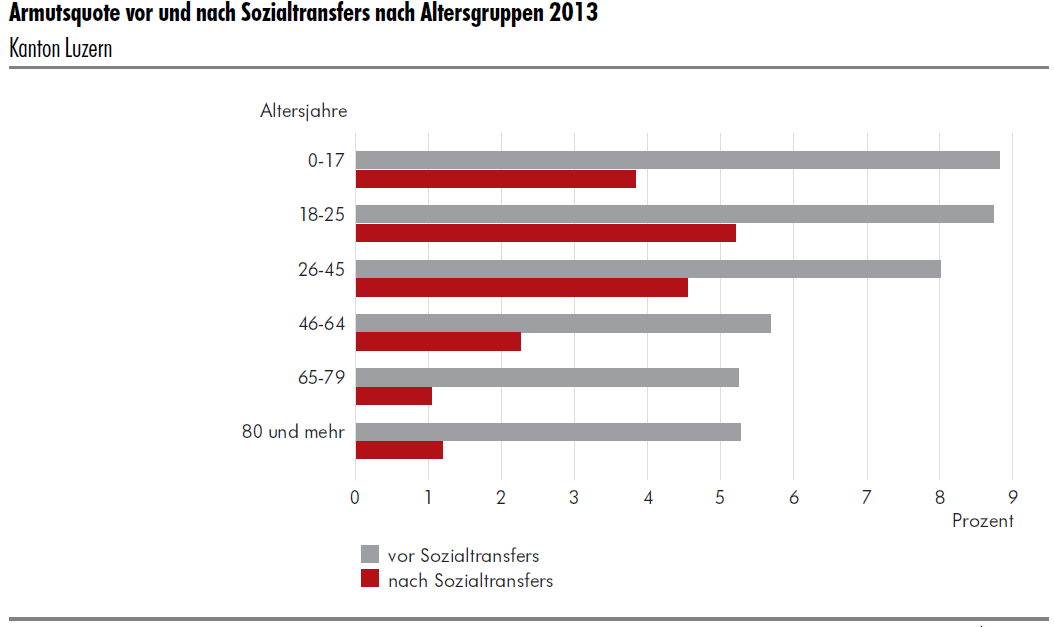 Armutsquote vor und nach Sozialtransfers nach Altersgruppen 2013
Kanton Luzern
Altersjahre
0-17
18-25
26-45
46-64
65-79
80 und mehr
0 1 2 3 4 5 6 7 8 9
Prozent
vor Sozialtransfers
nach Sozialtransfers